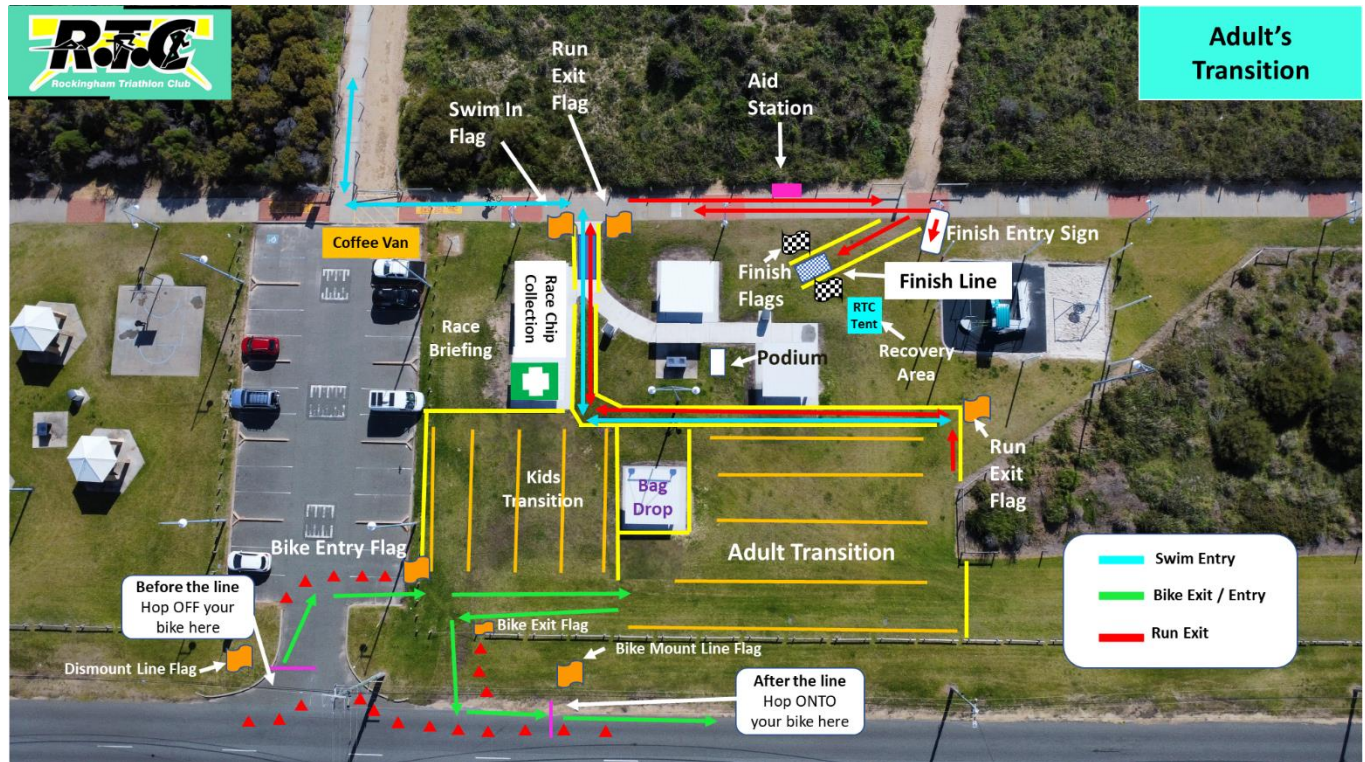 R.T.C
Rockingham Triathlon Club
Adult's
Transition
Run
Exit
Flag
Swim In
Flag
Aid
Station
Coffee Van
Race Chip
Collection
Race
Briefing
Finish Entry Sign
Finish
Flags
Finish Line
RTC
Tent
Recovery
Area
Podium
Run
Exit
Flag
Kids
Transition
Bag
Drop
Adult Transition
Bike Entry Flag
Before the line
Hop OFF your
bike here
Dismount Line Flag
Bike Exit Flag
Bike Mount Line Flag
After the line
Hop ONTO
your bike here
Swim Entry
Bike Exit / Entry
Run Exit